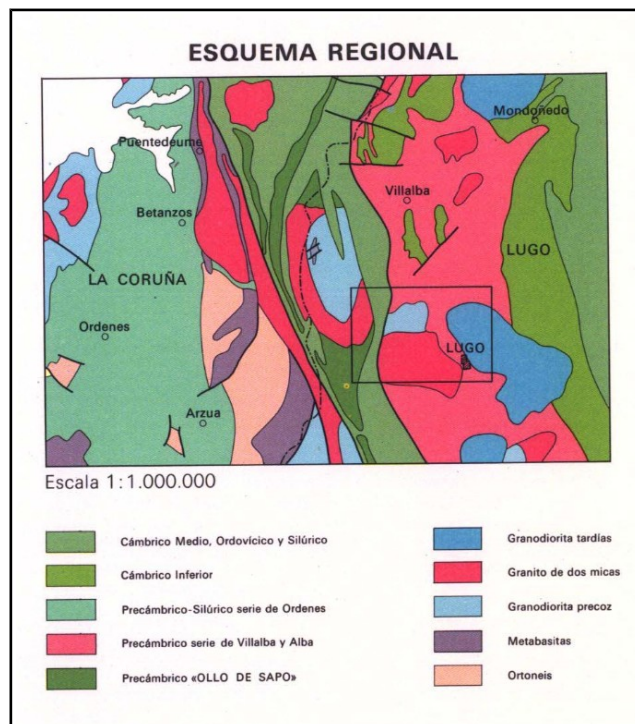 ESQUEMA REGIONAL
Mondoñedo
Puentedeume
Villalba
Betanzos
LUGO
LA CORUÑA
Ordenes
LUGO
Arzua
Escala 1:1.000.000
Cámbrico Medio, Ordovícico y Silúrico
Cámbrico Inferior
Precámbrico-Silúrico serie de Ordenes
Precámbrico serie de Villalba y Alba
Precámbrico «OLLO DE SAPO»
Granodiorita tardías
Granito de dos micas
Granodiorita precoz
Metabasitas
Ortoneis